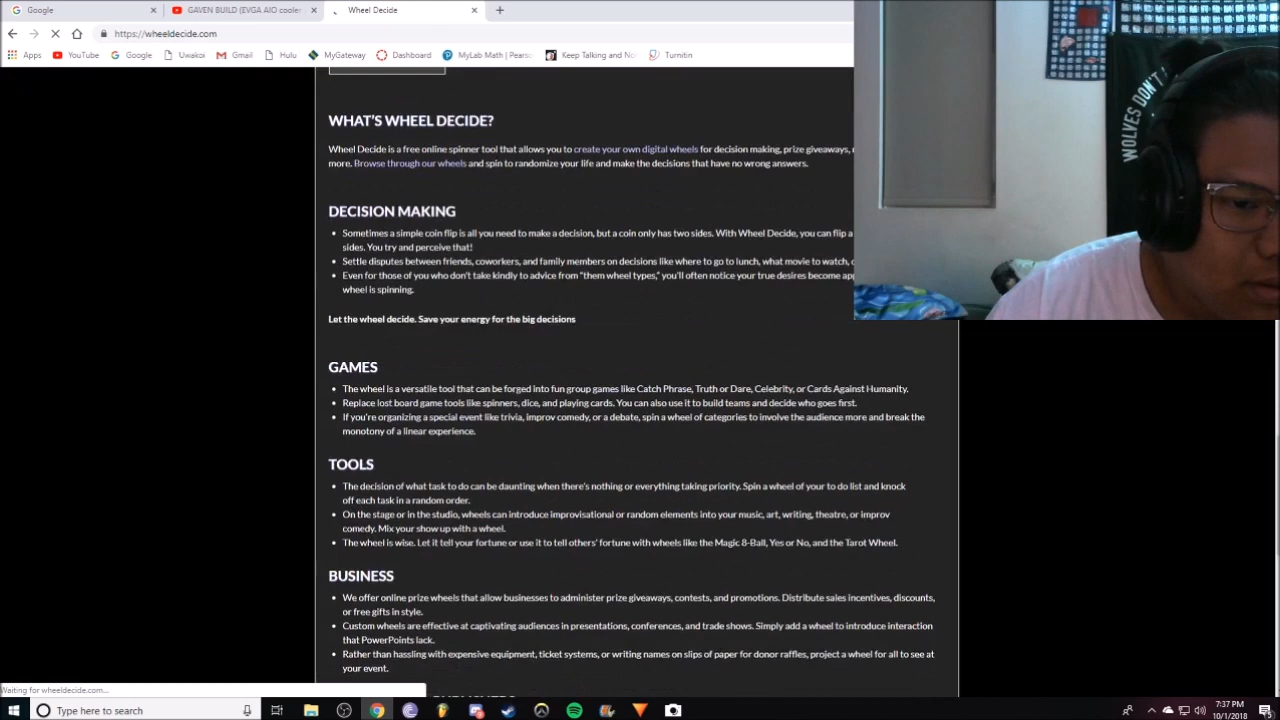 Google
GAVEN BUILD (EVGA AIO cooler
Wheel Decide
https://wheeldecide.com
Apps
YouTube
Google
Uwakoi
Gmail
Hulu
MyGateway
Dashboard
MyLab Math | Pears
Keep Talking and No
Turnitin
WHAT'S WHEEL DECIDE?
Wheel Decide is a free online spinner tool that allows you to create your own digital wheels for decision making, prize giveaways,
more. Browse through our wheels and spin to randomize your life and make the decisions that have no wrong answers.
DECISION MAKING
• Sometimes a simple coin flip is all you need to make a decision, but a coin only has two sides. With Wheel Decide, you can flip a
sides. You try and perceive that!
• Settle disputes between friends, coworkers, and family members on decisions like where to go to lunch, what movie to watch,
• Even for those of you who don't take kindly to advice from "them wheel types," you'll often notice your true desires become
wheel is spinning.
Let the wheel decide. Save your energy for the big decisions
GAMES
• The wheel is a versatile tool that can be forged into fun group games like Catch Phrase, Truth or Dare, Celebrity, or Cards Against Humanity.
• Replace lost board game tools like spinners, dice, and playing cards. You can also use it to build teams and decide who goes first.
• If you're organizing a special event like trivia, improv comedy, or a debate, spin a wheel of categories to involve the audience more and break the
monotony of a linear experience.
TOOLS
• The decision of what task to do can be daunting when there's nothing or everything taking priority. Spin a wheel of your to do list and knock
off each task in a random order.
• On the stage or in the studio, wheels can introduce improvisational or random elements into your music, art, writing, theatre, or improv
comedy. Mix your show up with a wheel.
• The wheel is wise. Let it tell your fortune or use it to tell others' fortune with wheels like the Magic 8-Ball, Yes or No, and the Tarot Wheel.
BUSINESS
• We offer online prize wheels that allow businesses to administer prize giveaways, contests, and promotions. Distribute sales incentives, discounts,
or free gifts in style.
• Custom wheels are effective at captivating audiences in presentations, conferences, and trade shows. Simply add a wheel to introduce interaction
that PowerPoints lack.
• Rather than hassling with expensive equipment, ticket systems, or writing names on slips of paper for donor raffles, project a wheel for all to see at
your event.
WOLVES DON'T
Waiting for wheeldecide.com...
Type here to search
7:37 PM
10/1/2018